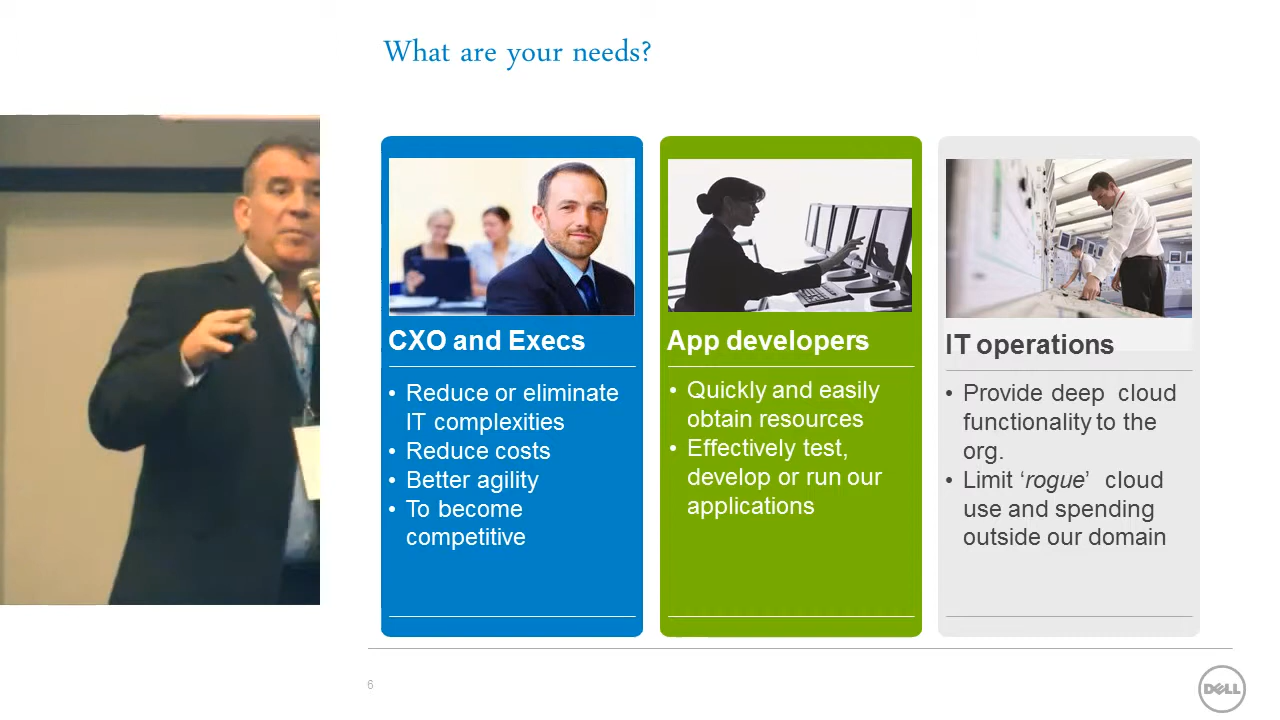 What are your needs?
CXO and Execs
• Reduce or eliminate
IT complexities
• Reduce costs
• Better agility
• To become
competitive
App developers
• Quickly and easily
obtain resources
• Effectively test,
develop or run our
applications
IT operations
• Provide deep cloud
functionality to the
org.
• Limit ‘rogue’ cloud
use and spending
outside our domain
6
DELL